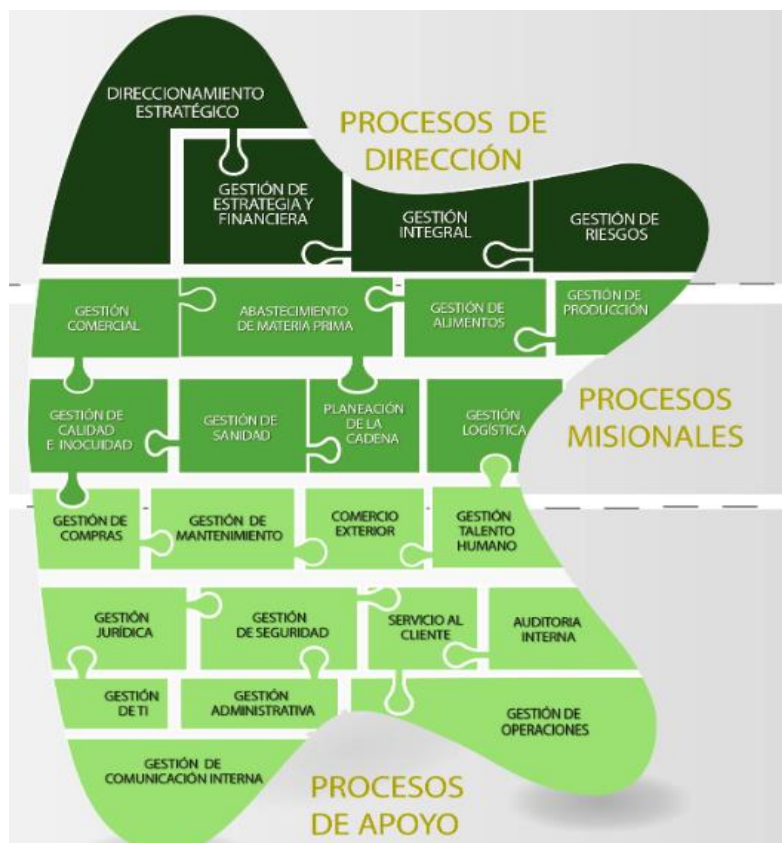 DIRECCIONAMIENTO
ESTRATÉGICO
PROCESOS DE
DIRECCIÓN
GESTIÓN DE
ESTRATEGIA Y
FINANCIERA
GESTIÓN
INTEGRAL
GESTIÓN DE
RIESGOS
GESTIÓN
COMERCIAL
ABASTECIMIENTO
DE MATERIA PRIMA
GESTIÓN DE
ALIMENTOS
GESTIÓN DE
PRODUCCIÓN
GESTIÓN DE
CALIDAD
E INOCUIDAD
GESTIÓN DE
SANIDAD
PLANEACIÓN
DE LA
CADENA
GESTIÓN
LOGÍSTICA
PROCESOS
MISIONALES
GESTIÓN DE
COMPRAS
GESTIÓN DE
MANTENIMIENTO
COMERCIO
EXTERIOR
GESTIÓN
TALENTO
HUMANO
GESTIÓN
JURÍDICA
GESTIÓN
DE SEGURIDAD
SERVICIO AL
CLIENTE
AUDITORIA
INTERNA
GESTIÓN
DE TI
GESTIÓN
ADMINISTRATIVA
GESTIÓN DE
OPERACIONES
GESTIÓN DE
COMUNICACIÓN INTERNA
PROCESOS
DE APOYO